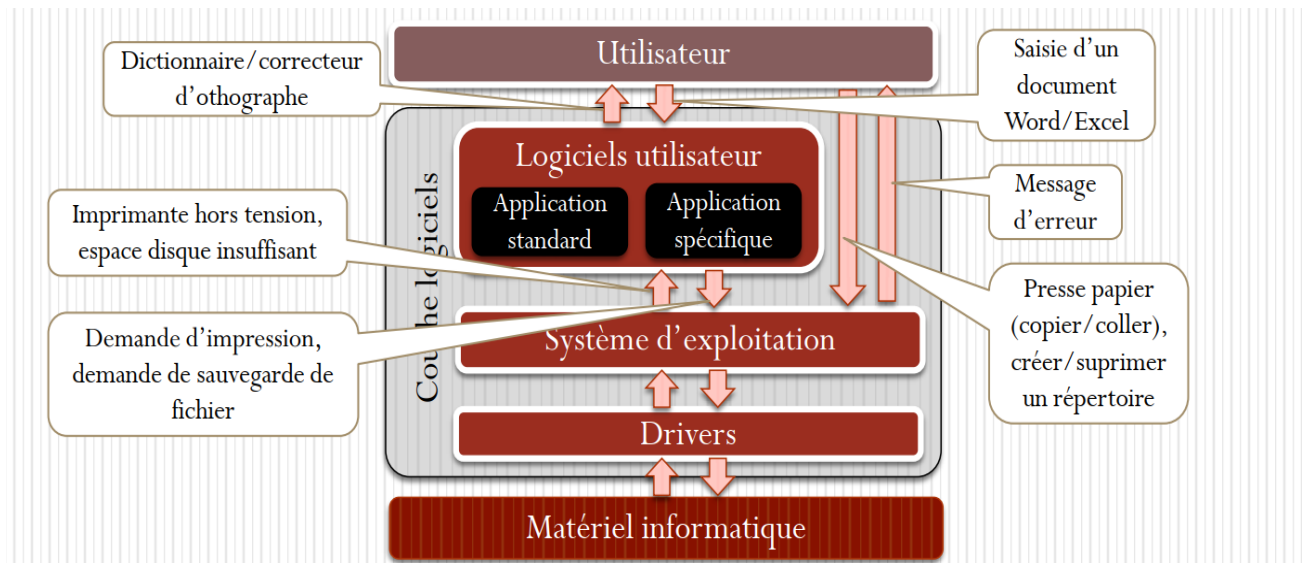 Utilisateur
Dictionnaire/correcteur
d'othographe
Saisie d'un
document
Word/Excel
Couche logiciels
Logiciels utilisateur
Application
standard
Application
spécifique
Message
d'erreur
Imprimante hors tension,
espace disque insuffisant
Presse papier
(copier/coller),
créer/suprimer
un répertoire
Demande d'impression,
demande de sauvegarde de
fichier
Système d'exploitation
Drivers
Matériel informatique